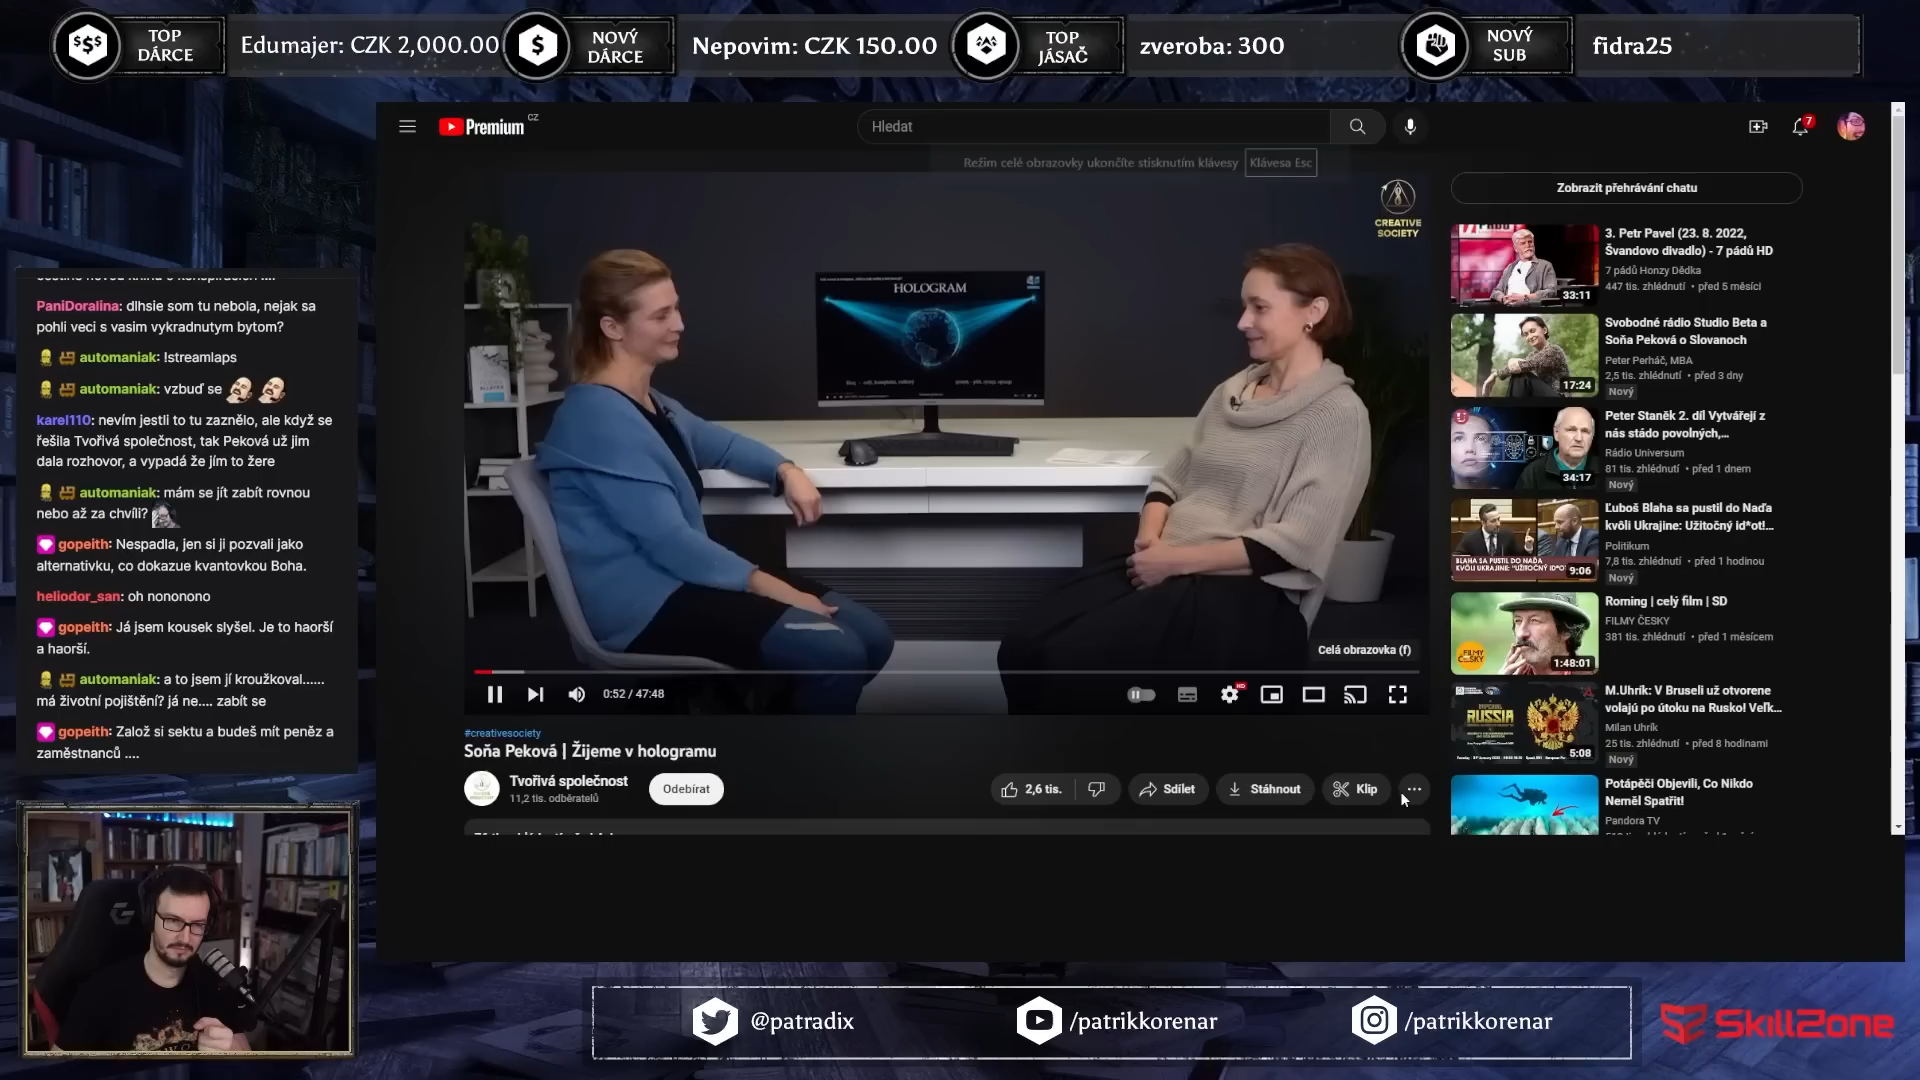 TOP
DÁRCE
Edumajer: CZK 2,000.00
NOVÝ
DÁRCE
Nepovim: CZK 150.00
TOP
JÁSAČ
zveroba: 300
NOVÝ
SUB
fidra25
Premium CZ
Hledat
7
Režim celé obrazovky ukončíte stisknutím klávesy Klávesa Esc
CREATIVE
SOCIETY
HOLOGRAM
Celá obrazovka (f)
0:52 / 47:48
HD
#creativesociety
Soňa Peková | Žijeme v hologramu
Tvořivá společnost
11,2 tis. odběratelů
Odebírat
2,6 tis.
Sdílet
Stáhnout
Klip
Zobrazit přehrávání chatu
33:11
3. Petr Pavel (23. 8. 2022,
Švandovo divadlo) - 7 pádů HD
7 pádů Honzy Dědka
447 tis. zhlédnutí • před 5 měsíci
17:24
Svobodné rádio Studio Beta a
Soňa Peková o Slovanoch
Peter Perháč, MBA
2,5 tis. zhlédnutí • před 3 dny
Nový
34:17
Peter Staněk 2. díl Vytvářejí z
nás stádo povolných,...
Rádio Universum
81 tis. zhlédnutí • před 1 dnem
Nový
BLAHA SA PUSTIL DO NAĎA
KVÔLI UKRAJINE: "UŽITOČNÝ ID*O
9:06
Ľuboš Blaha sa pustil do Naďa
kvôli Ukrajine: Užitočný id*ot!...
Politikum
7,8 tis. zhlédnutí • před 1 hodinou
Nový
FILMY
ČESKY
1:48:01
Roming | celý film | SD
FILMY ČESKY
381 tis. zhlédnutí • před 1 měsícem
RUSSIA
5:08
M.Uhrík: V Bruseli už otvorene
volajú po útoku na Rusko! Veľk...
Milan Uhrík
25 tis. zhlédnutí • před 8 hodinami
Nový
Potápěči Objevili, Co Nikdo
Neměl Spatřit!
Pandora TV
PaniDoralina: dlhsie som tu nebola, nejak sa
pohli veci s vasim vykradnutym bytom?
automaniak: !streamlaps
automaniak: vzbuď se
karel110: nevím jestli to tu zaznělo, ale když se
řešila Tvořivá společnost, tak Peková už jim
dala rozhovor, a vypadá že jím to žere
automaniak: mám se jít zabít rovnou
nebo až za chvíli?
gopeith: Nespadla, jen si ji pozvali jako
alternativku, co dokazue kvantovkou Boha.
heliodor_san: oh nononono
gopeith: Já jsem kousek slyšel. Je to haorší
a haorší.
automaniak: a to jsem jí kroužkoval......
má životní pojištění? já ne.... zabít se
gopeith: Založ si sektu a budeš mít peněz a
zaměstnanců ....
@patradix
/patrikkorenar
/patrikkorenar
SkillZone